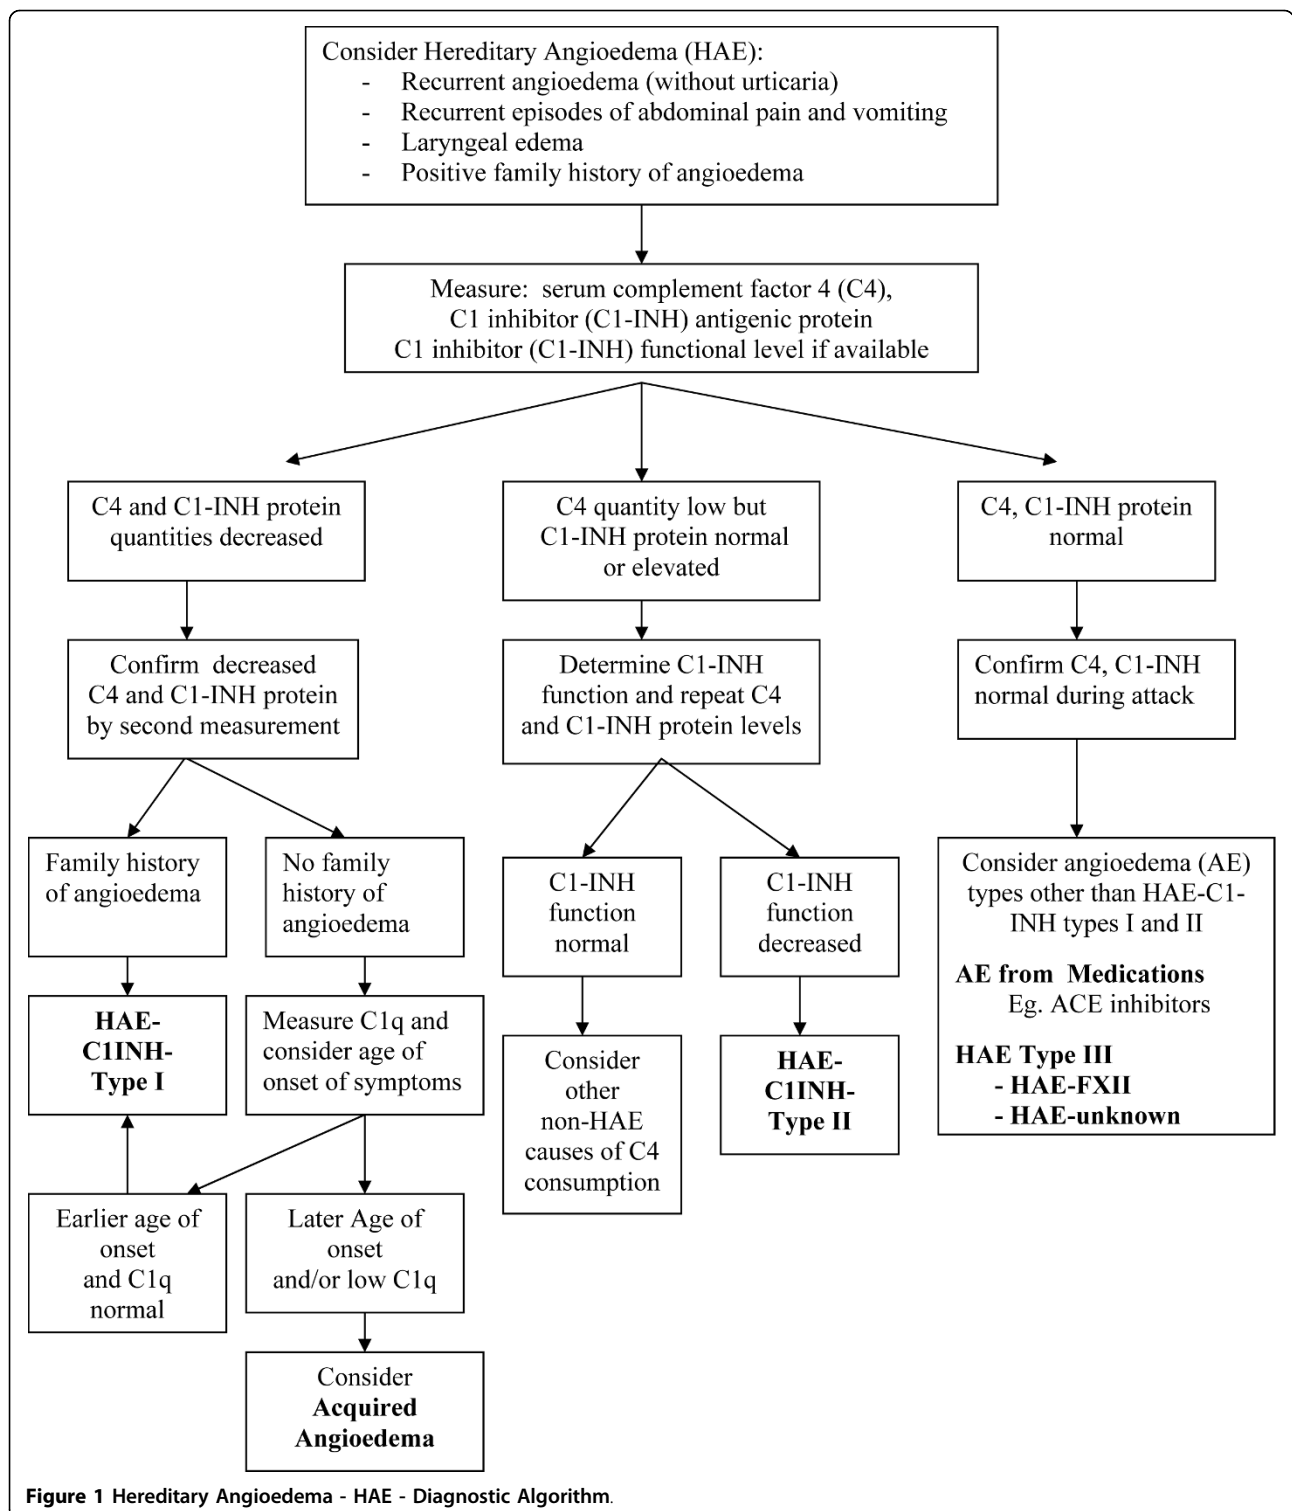 Consider Hereditary Angioedema (HAE):
- Recurrent angioedema (without urticaria)
- Recurrent episodes of abdominal pain and vomiting
- Laryngeal edema
- Positive family history of angioedema
Measure: serum complement factor 4 (C4),
C1 inhibitor (C1-INH) antigenic protein
C1 inhibitor (C1-INH) functional level if available
C4 and C1-INH protein
quantities decreased
C4 quantity low but
C1-INH protein normal
or elevated
C4, C1-INH protein
normal
Confirm decreased
C4 and C1-INH protein
by second measurement
Determine C1-INH
function and repeat C4
and C1-INH protein levels
Confirm C4, C1-INH
normal during attack
Family history
of angioedema
No family
history of
angioedema
C1-INH
function
normal
C1-INH
function
decreased
Consider angioedema (AE)
types other than HAE-C1-
INH types I and II
AE from Medications
Eg. ACE inhibitors
HAE Type III
- HAE-FXII
- HAE-unknown
HAE-
C1INH-
Type I
Measure C1q and
consider age of
onset of symptoms
Consider
other
non-HAE
causes of C4
consumption
HAE-
C1INH-
Type II
Earlier age of
onset
and C1q
normal
Later Age of
onset
and/or low C1q
Consider
Acquired
Angioedema
Figure 1 Hereditary Angioedema - HAE - Diagnostic Algorithm.